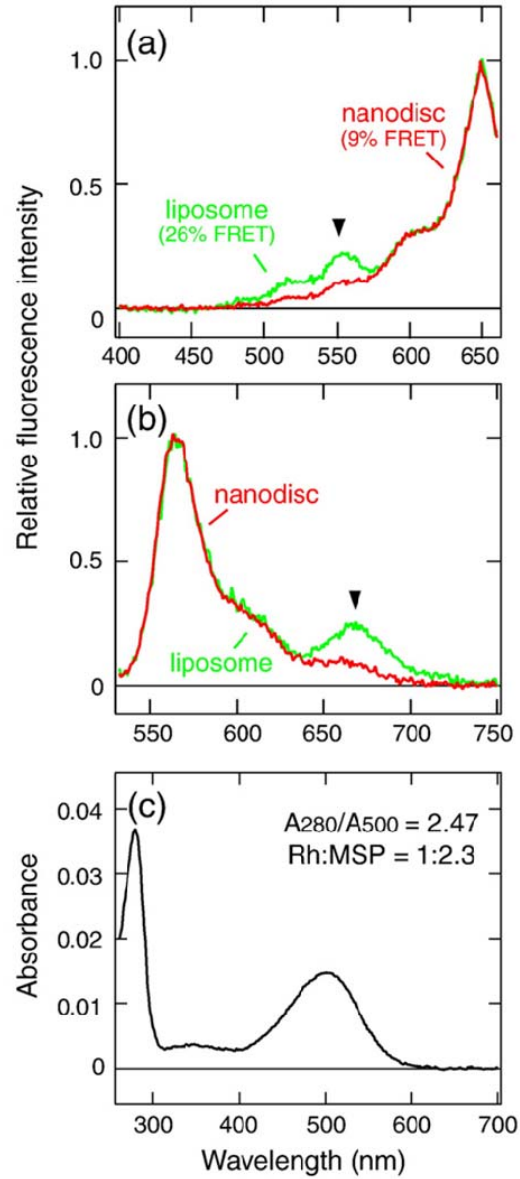 (a)
1.0
nanodisc
(9% FRET)
0.5
liposome
(26% FRET)
0
400 450 500 550 600 650
Relative fluorescence intensity
(b)
1.0
nanodisc
0.5
liposome
0
550 600 650 700 750
(c)
0.04
A280/A500 = 2.47
Rh:MSP = 1:2.3
0.03
Absorbance
0.02
0.01
0
300 400 500 600 700
Wavelength (nm)